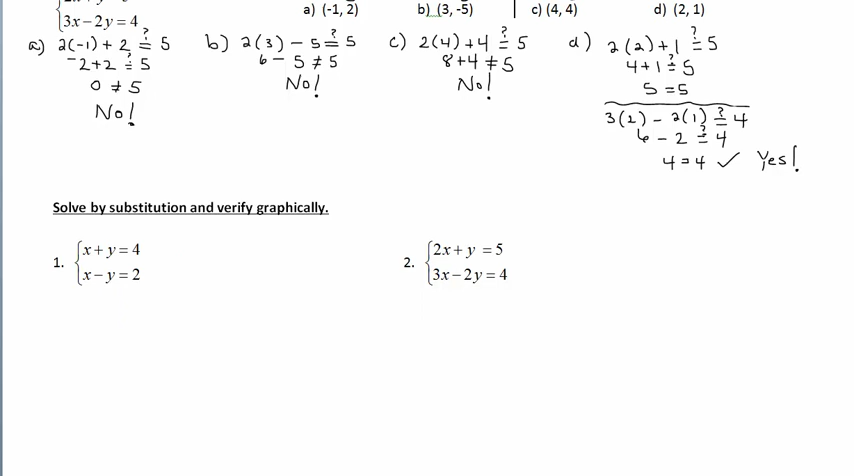 3x − 2y = 4
a) (-1, 2) b) (3, -5) c) (4, 4) d) (2, 1)
a) 2(-1) + 2 ≟ 5
-2+2 ≟ 5
0 ≠ 5
No!
b) 2(3) − 5 ≟ 5
6 − 5 ≠ 5
No!
c) 2(4)+4 ≟ 5
8+4 ≠ 5
No!
d) 2(2)+1 ≟ 5
4+1 ≟ 5
5 = 5
3(2) − 2(1) ≟ 4
6 − 2 ≟ 4
4 = 4 ✓ Yes!
Solve by substitution and verify graphically.
1. { x + y = 4
x − y = 2
2. { 2x + y = 5
3x − 2y = 4